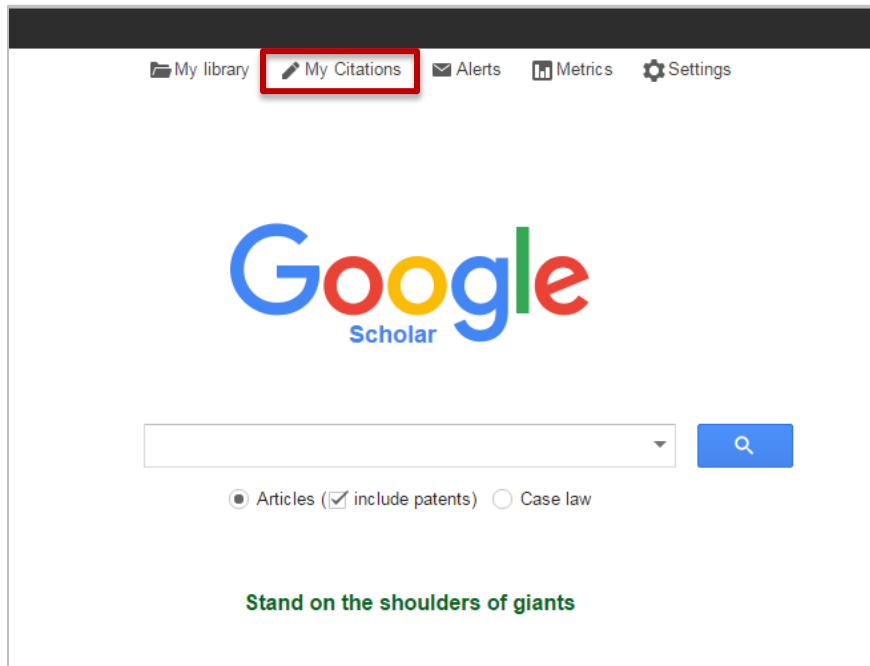 My library My Citations Alerts Metrics Settings
Google
Scholar
Articles (include patents) Case law
Stand on the shoulders of giants